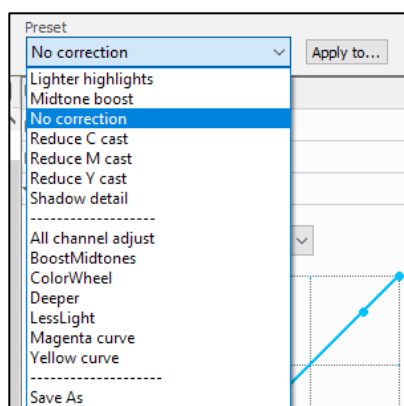 Preset
No correction
Apply to...
Lighter highlights
Midtone boost
No correction
Reduce C cast
Reduce M cast
Reduce Y cast
Shadow detail
-------------------
All channel adjust
BoostMidtones
ColorWheel
Deeper
LessLight
Magenta curve
Yellow curve
--------------------
Save As